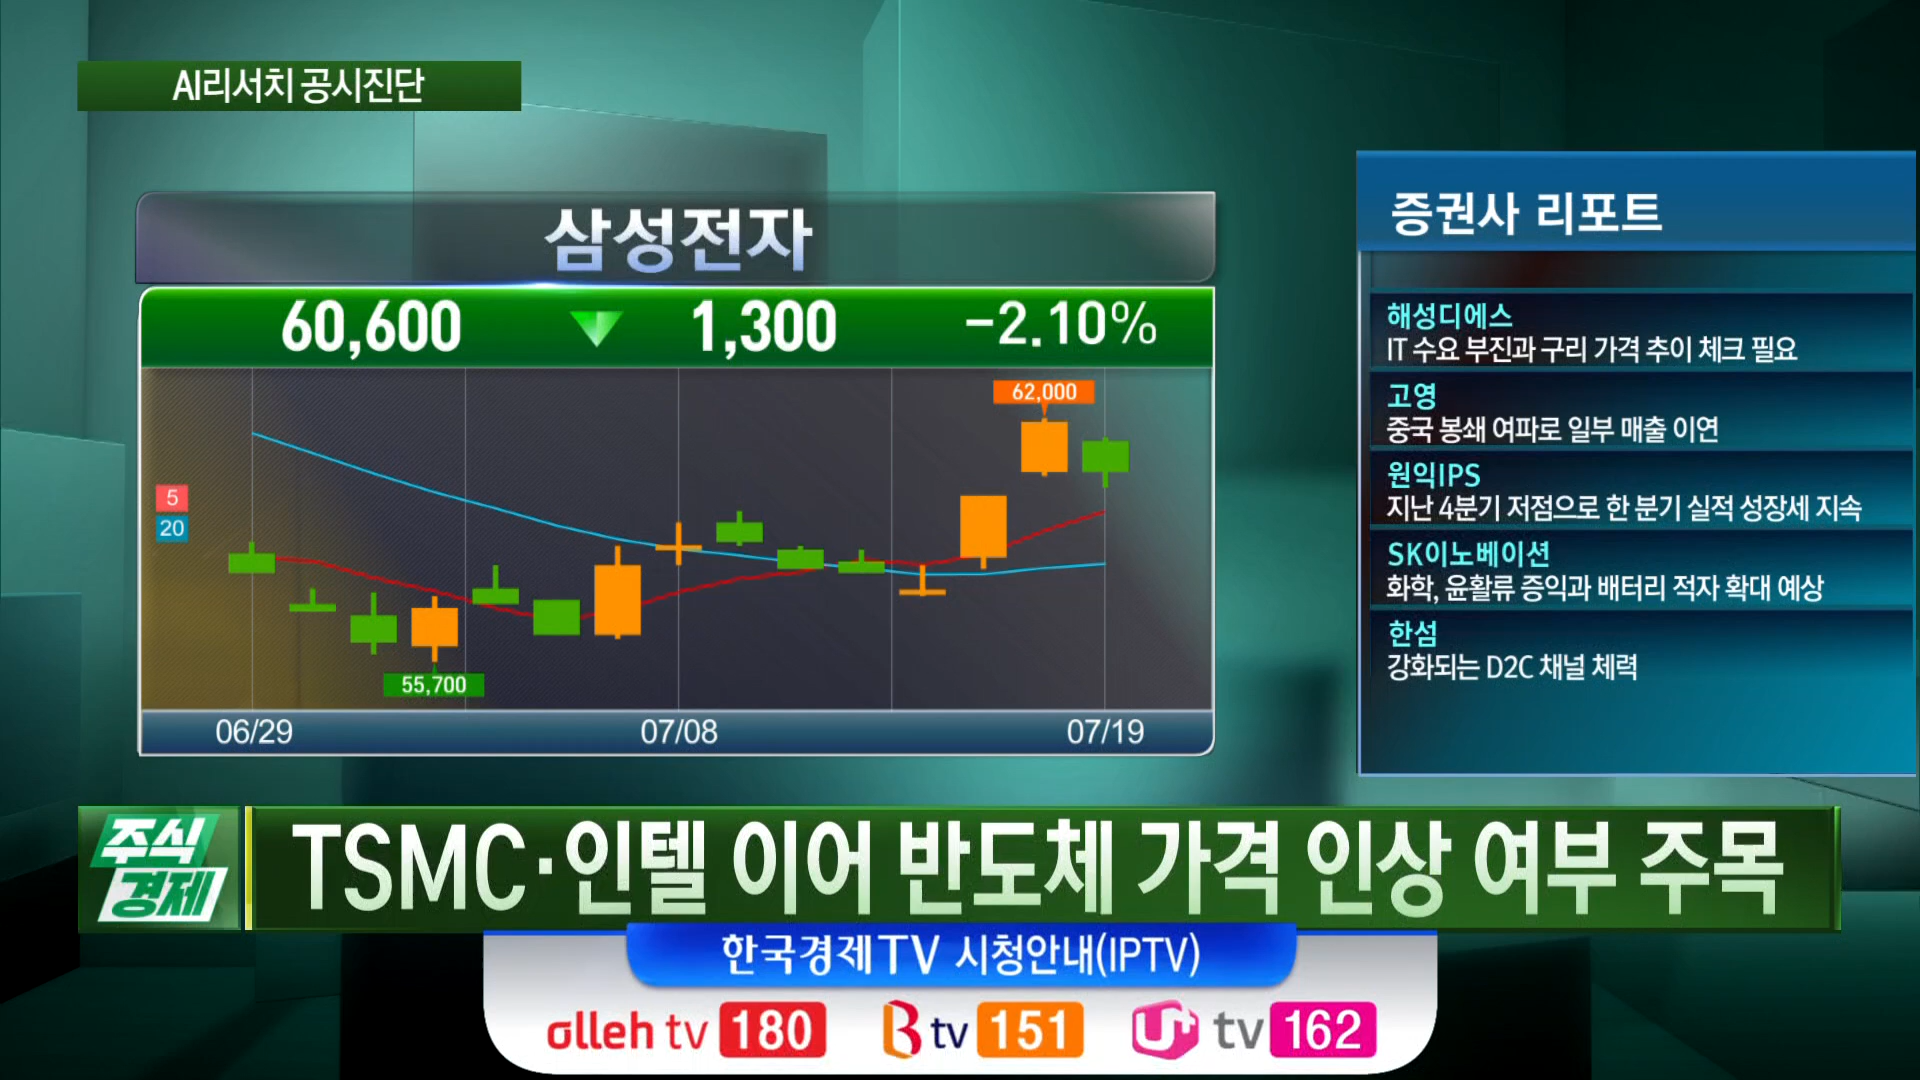 AI리서치 공시진단
삼성전자
60,600 ▼ 1,300 -2.10%
62,000
5
20
55,700
06/29 07/08 07/19
증권사 리포트
해성디에스
IT 수요 부진과 구리 가격 추이 체크 필요
고영
중국 봉쇄 여파로 일부 매출 이연
원익IPS
지난 4분기 저점으로 한 분기 실적 성장세 지속
SK이노베이션
화학, 윤활류 증익과 배터리 적자 확대 예상
한섬
강화되는 D2C 채널 체력
주식
경제
TSMC·인텔 이어 반도체 가격 인상 여부 주목
한국경제TV 시청안내(IPTV)
olleh tv 180 B tv 151 U+ tv 162